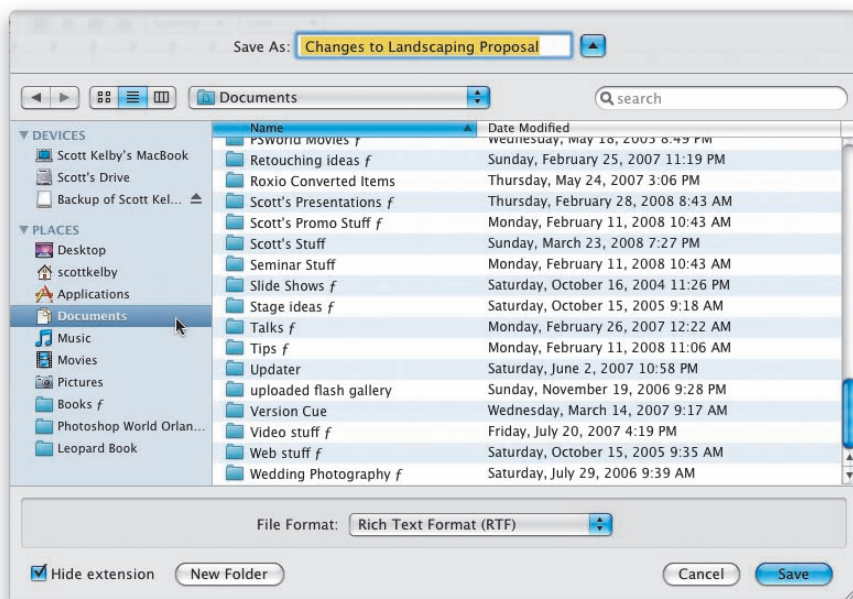 Save As: Changes to Landscaping Proposal
Documents
search
DEVICES
Scott Kelby's MacBook
Scott's Drive
Backup of Scott Kel...
PLACES
Desktop
scottkelby
Applications
Documents
Music
Movies
Pictures
Books ƒ
Photoshop World Orlan...
Leopard Book
Name Date Modified
PSWorld Movies ƒ Wednesday, May 18, 2005 8:49 PM
Retouching ideas ƒ Sunday, February 25, 2007 11:19 PM
Roxio Converted Items Thursday, May 24, 2007 3:06 PM
Scott's Presentations ƒ Thursday, February 28, 2008 8:43 AM
Scott's Promo Stuff ƒ Monday, February 11, 2008 10:43 AM
Scott's Stuff Sunday, March 23, 2008 7:27 PM
Seminar Stuff Monday, February 11, 2008 10:43 AM
Slide Shows ƒ Saturday, October 16, 2004 11:26 PM
Stage ideas ƒ Saturday, October 15, 2005 9:18 AM
Talks ƒ Monday, February 26, 2007 12:22 AM
Tips ƒ Monday, February 11, 2008 11:06 AM
Updater Saturday, June 2, 2007 10:58 PM
uploaded flash gallery Sunday, November 19, 2006 9:28 PM
Version Cue Wednesday, March 14, 2007 9:17 AM
Video stuff ƒ Friday, July 20, 2007 4:19 PM
Web stuff ƒ Saturday, October 15, 2005 9:35 AM
Wedding Photography ƒ Saturday, July 29, 2006 9:39 AM
File Format: Rich Text Format (RTF)
Hide extension New Folder Cancel Save